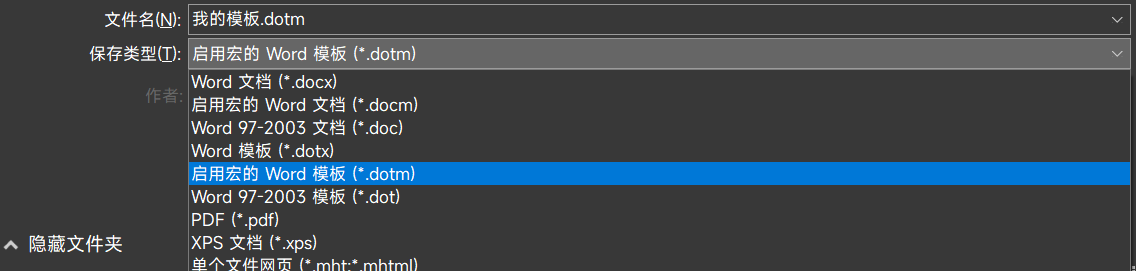 文件名(N): 我的模板.dotm
保存类型(T): 启用宏的 Word 模板 (*.dotm)
Word 文档 (*.docx)
作者: 启用宏的 Word 文档 (*.docm)
Word 97-2003 文档 (*.doc)
Word 模板 (*.dotx)
启用宏的 Word 模板 (*.dotm)
Word 97-2003 模板 (*.dot)
PDF (*.pdf)
隐藏文件夹 XPS 文档 (*.xps)
单个文件网页 (*.mht;*.mhtml)